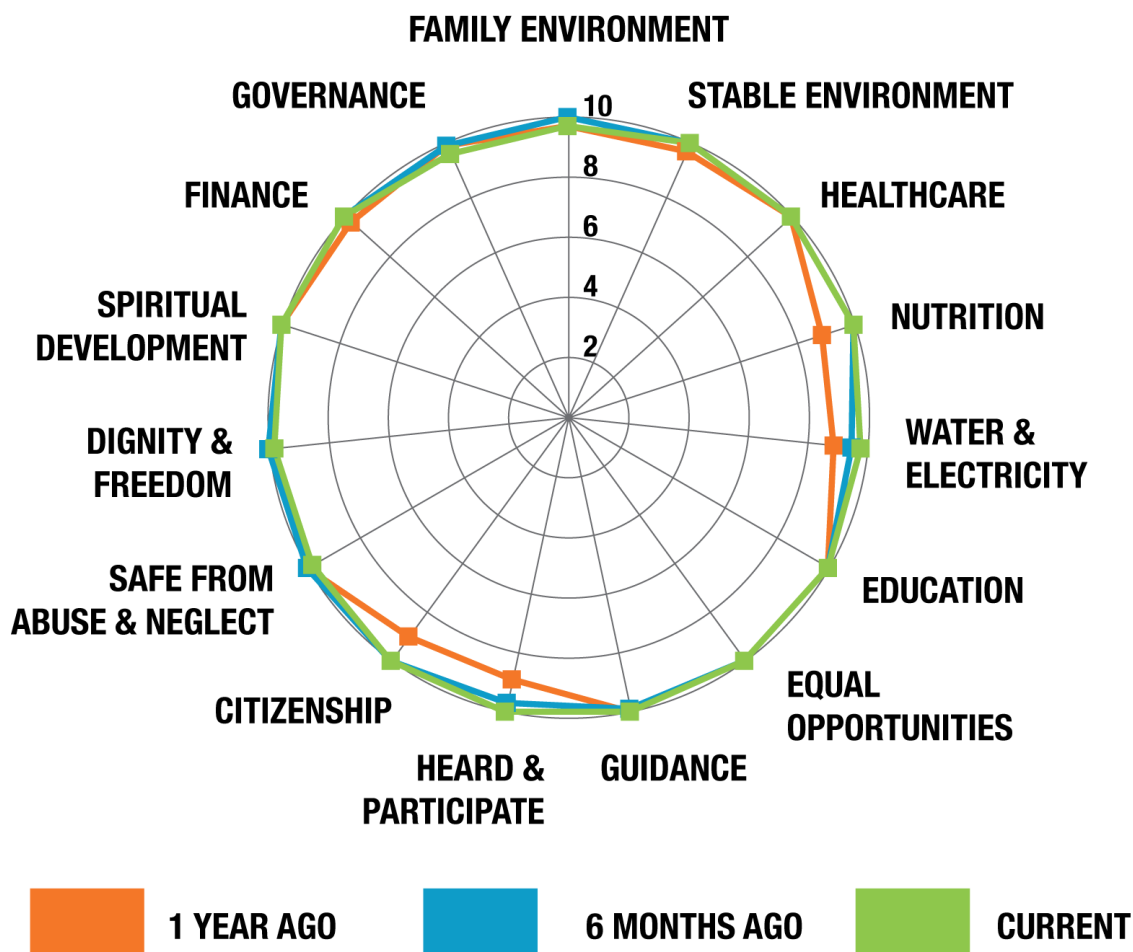 FAMILY ENVIRONMENT
GOVERNANCE
STABLE ENVIRONMENT
10
FINANCE
8
HEALTHCARE
6
SPIRITUAL
DEVELOPMENT
4
NUTRITION
2
DIGNITY &
FREEDOM
WATER &
ELECTRICITY
SAFE FROM
ABUSE & NEGLECT
EDUCATION
CITIZENSHIP
EQUAL
OPPORTUNITIES
HEARD &
PARTICIPATE
GUIDANCE
1 YEAR AGO
6 MONTHS AGO
CURRENT